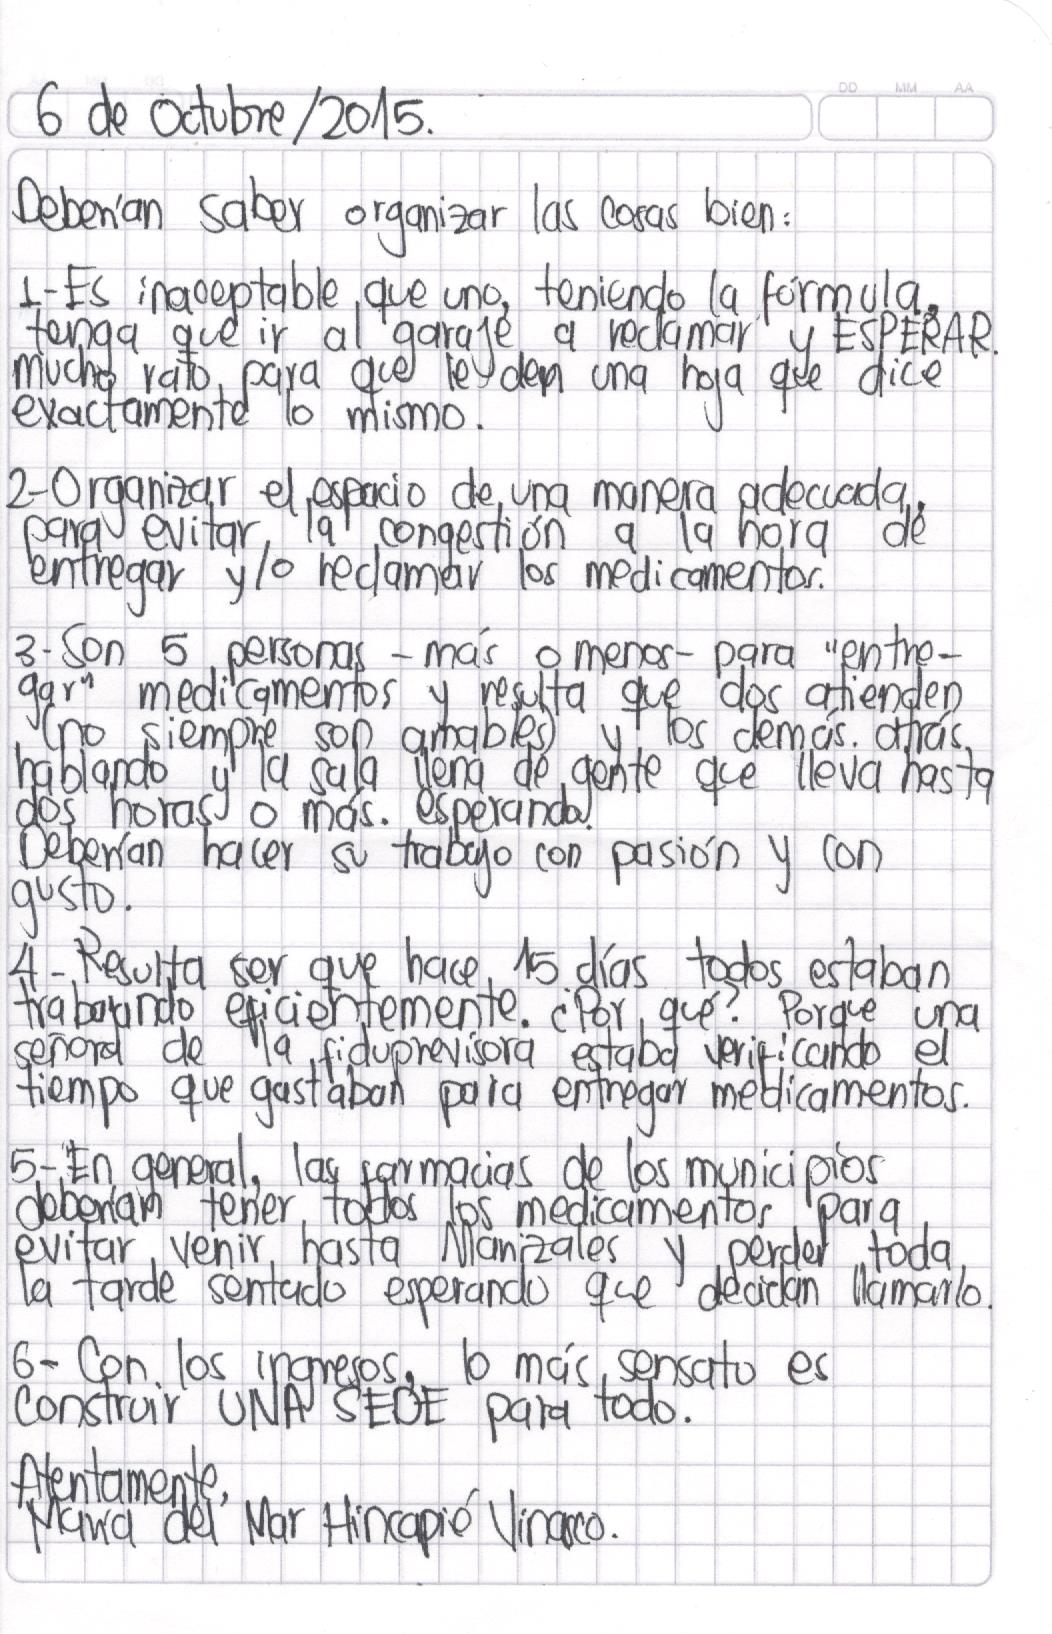 6 de Octubre/2015.
DD MM AA
Deberían saber organizar las cosas bien:
1-Es inaceptable que uno, teniendo la fórmula,
tenga que ir al garaje a reclamar y ESPERAR
mucho rato para que le den una hoja que dice
exactamente lo mismo.
2-Organizar el espacio de una manera adecuada,
para evitar la congestión a la hora de
entregar y/o reclamar los medicamentos.
3-Son 5 personas -más o menos- para "entre-
gar" medicamentos y resulta que dos atienden
(no siempre son amables) y los demás atrás,
hablando y la sala llena de gente que lleva hasta
dos horas o más. esperando!
Deberían hacer su trabajo con pasión y con
gusto.
4-Resulta ser que hace 15 días todos estaban
trabajando eficientemente. ¿Por qué? Porque una
señora de la fiduprevisora estaba verificando el
tiempo que gastaban para entregar medicamentos.
5-En general, las farmacias de los municipios
deberían tener todos los medicamentos para
evitar venir hasta Manizales y perder toda
la tarde sentado esperando que decidan llamarlo.
6- Con los ingresos, lo más sensato es
construir UNA SEDE para todo.
Atentamente,
María del Mar Hincapié Vinasco.